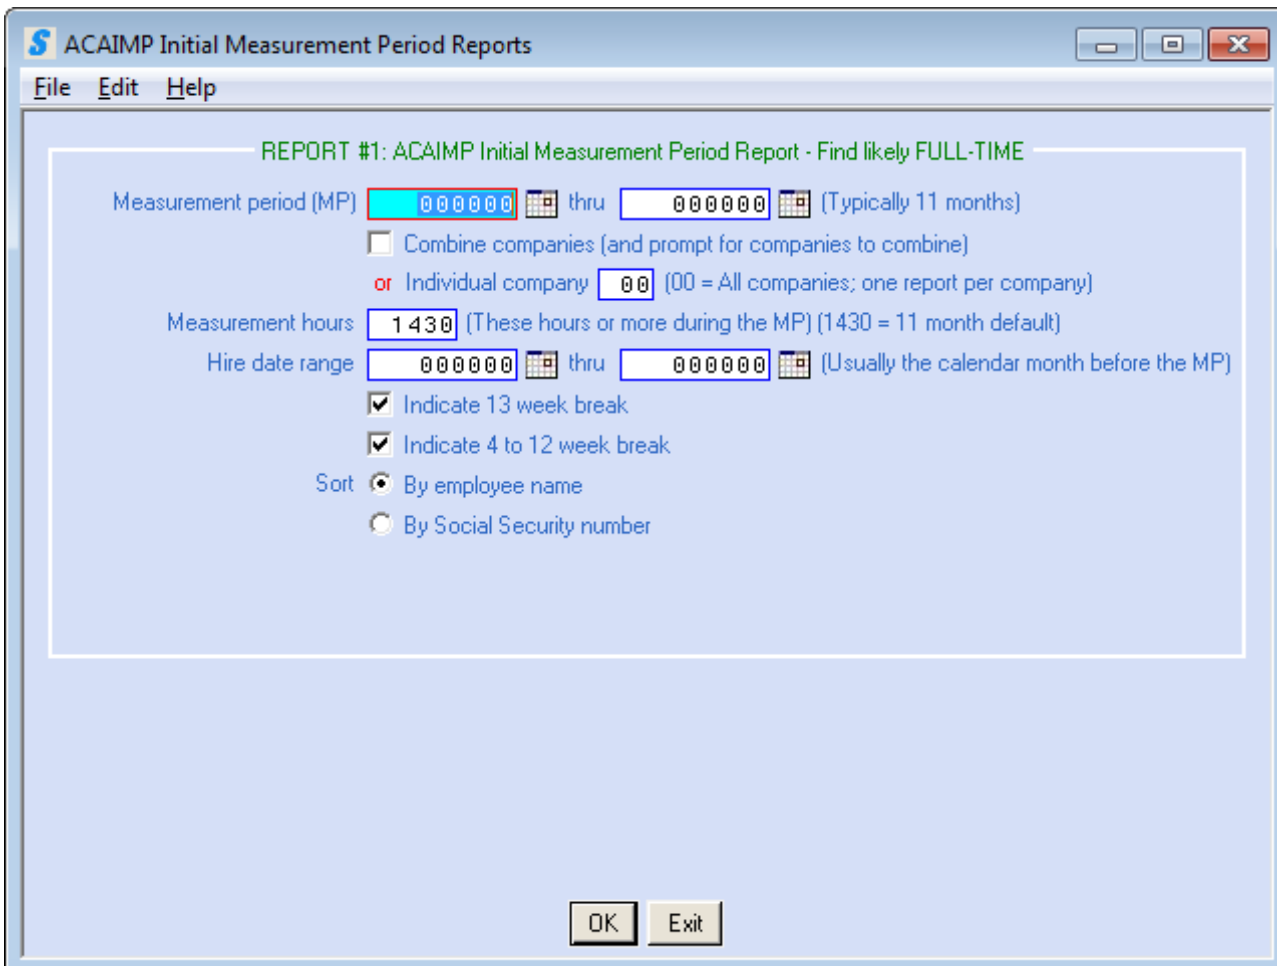 S ACAIMP Initial Measurement Period Reports
File Edit Help
REPORT #1: ACAIMP Initial Measurement Period Report - Find likely FULL-TIME
Measurement period (MP) 000000 thru 000000 (Typically 11 months)
Combine companies (and prompt for companies to combine)
or Individual company 00 (00 = All companies; one report per company)
Measurement hours 1430 (These hours or more during the MP) (1430 = 11 month default)
Hire date range 000000 thru 000000 (Usually the calendar month before the MP)
Indicate 13 week break
Indicate 4 to 12 week break
Sort By employee name
By Social Security number
OK Exit